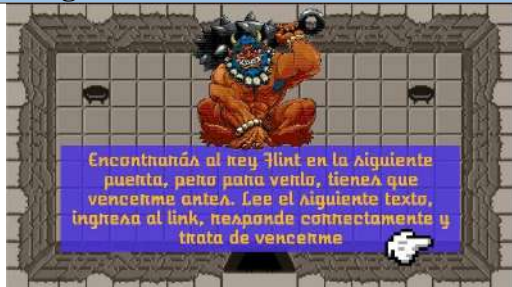 Encontrarás al rey Flint en la siguiente
puerta, pero para verlo, tienes que
vencerme antes. Lee el siguiente texto,
ingresa al link, responde correctamente y
trata de vencerme